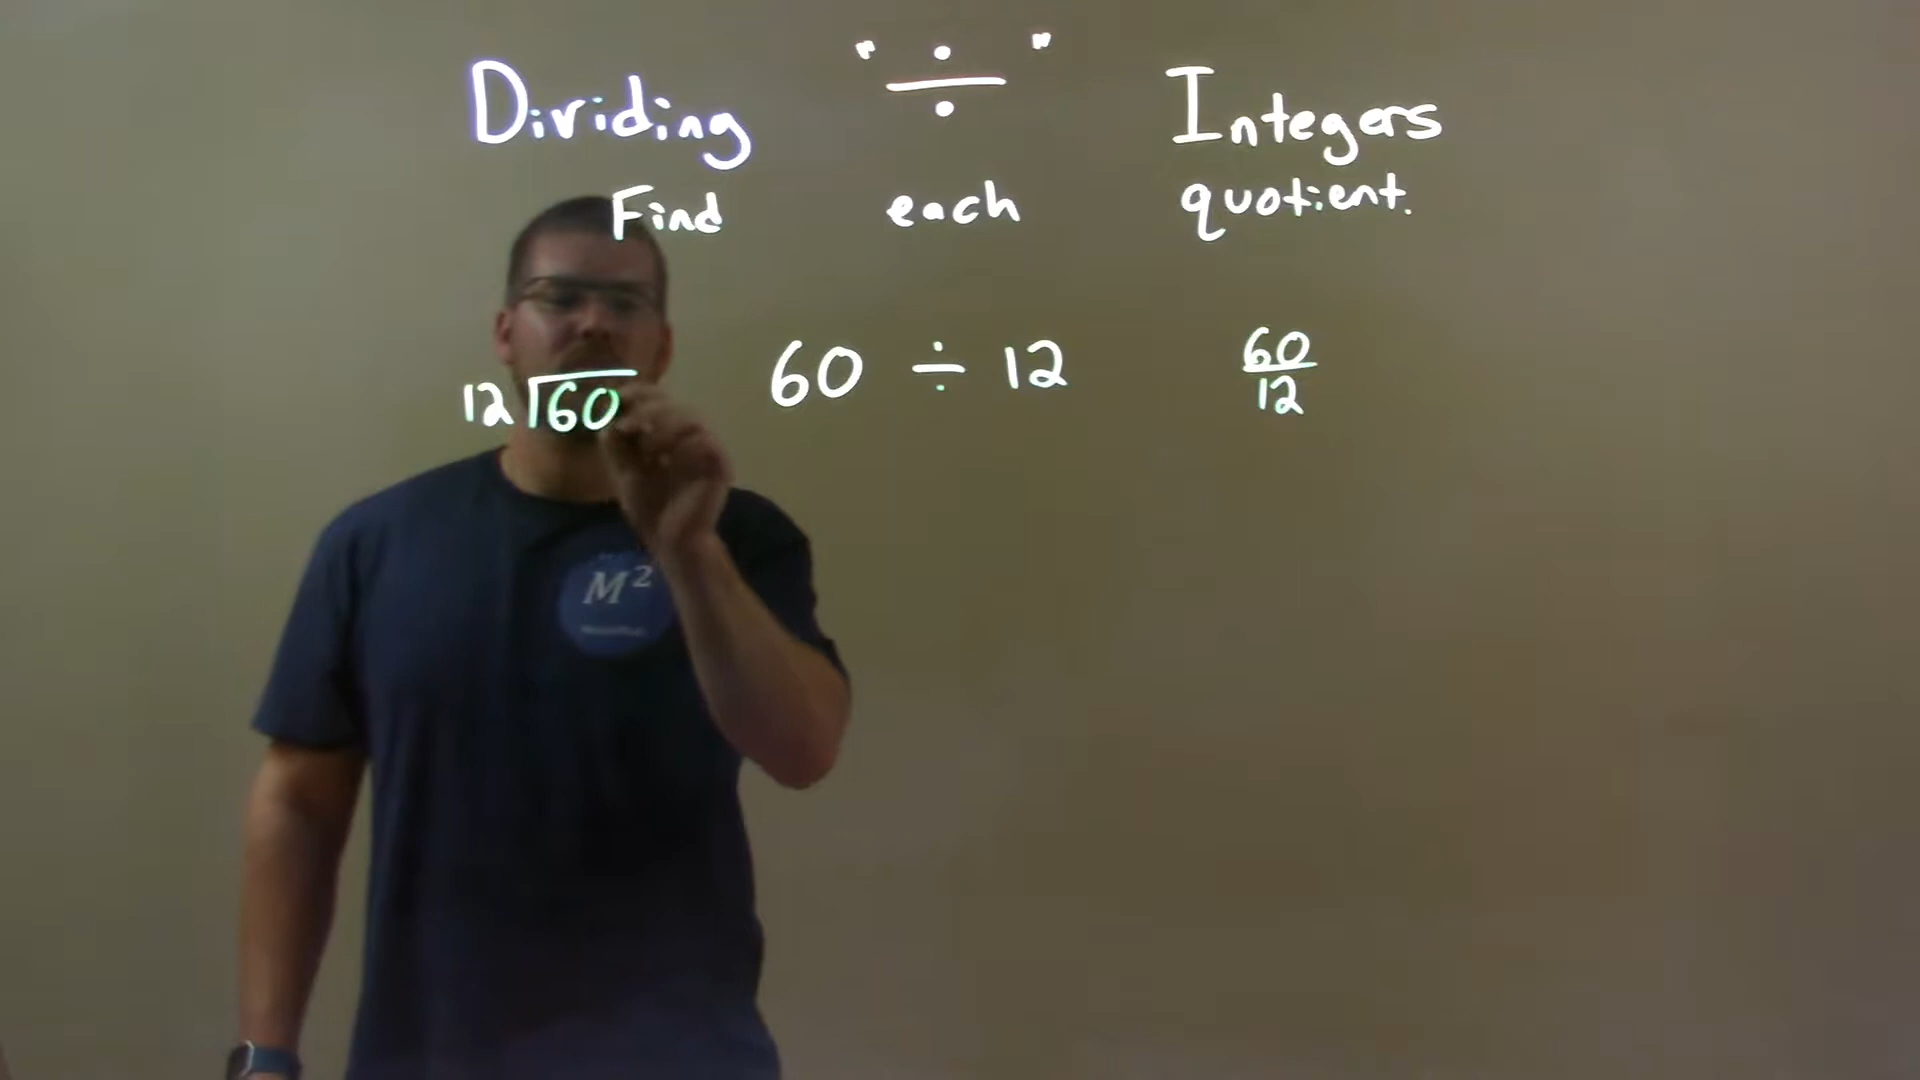 Dividing "÷" Integers
Find each quotient.
12⟌60 60 ÷ 12 60/12
M²